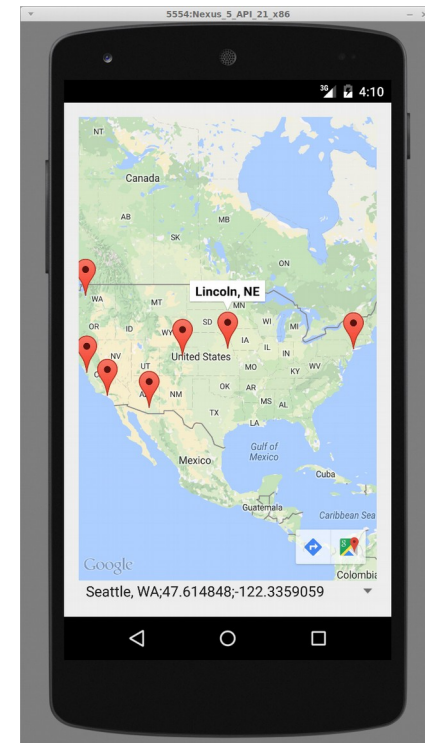 5554:Nexus_5_API_21_x86
3G 4:10
NT
Canada
AB
MB
SK
ON
Lincoln, NE
WA
MT
MN
OR
ID
SD
WI
MI
WY
IA
NV
UT
United States
IL
IN
MO
KY
WV
NM
OK
AR
MS
AL
TX
LA
Mexico
Gulf of
Mexico
Cuba
Guatemala
Caribbean Sea
Google
Colombia
Seattle, WA;47.614848;-122.3359059